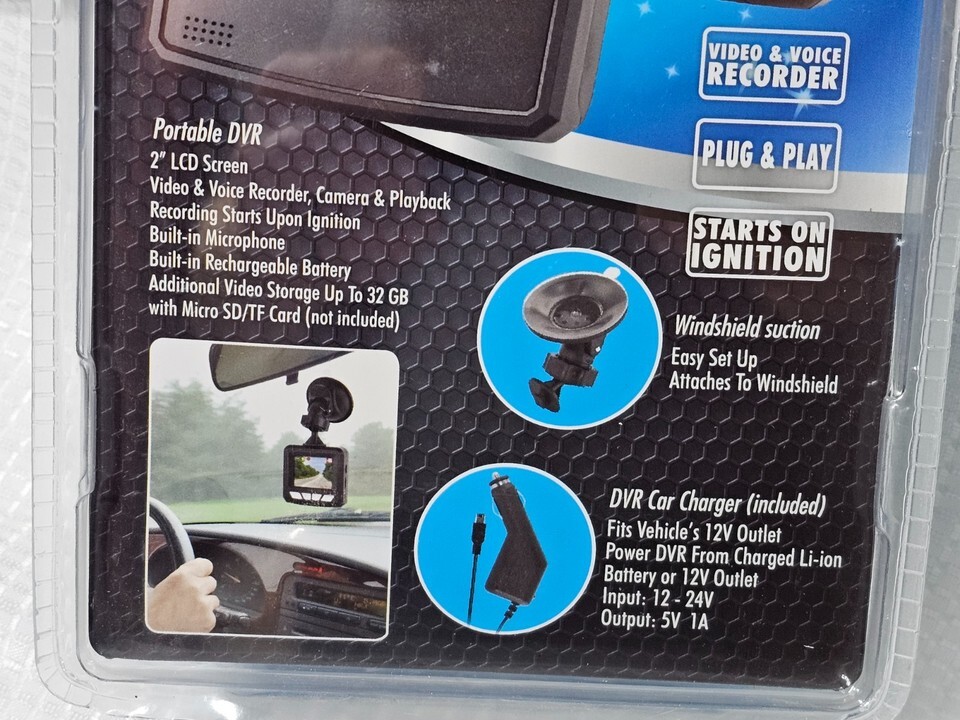 VIDEO & VOICE
RECORDER
PLUG & PLAY
STARTS ON
IGNITION
Portable DVR
2” LCD Screen
Video & Voice Recorder, Camera & Playback
Recording Starts Upon Ignition
Built-in Microphone
Built-in Rechargeable Battery
Additional Video Storage Up To 32 GB
with Micro SD/TF Card (not included)
Windshield suction
Easy Set Up
Attaches To Windshield
DVR Car Charger (included)
Fits Vehicle’s 12V Outlet
Power DVR From Charged Li-ion
Battery or 12V Outlet
Input: 12 - 24V
Output: 5V 1A